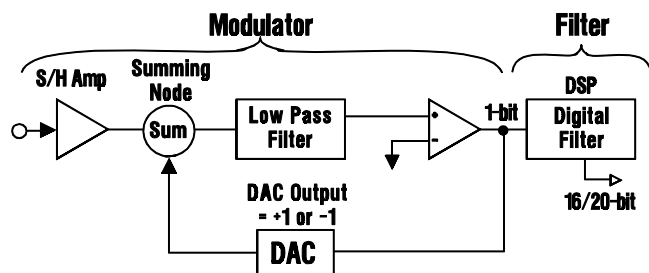 Modulator
Filter
S/H Amp
Summing
Node
Sum
Low Pass
Filter
+
-
1-bit
DSP
Digital
Filter
16/20-bit
DAC Output
= +1 or -1
DAC